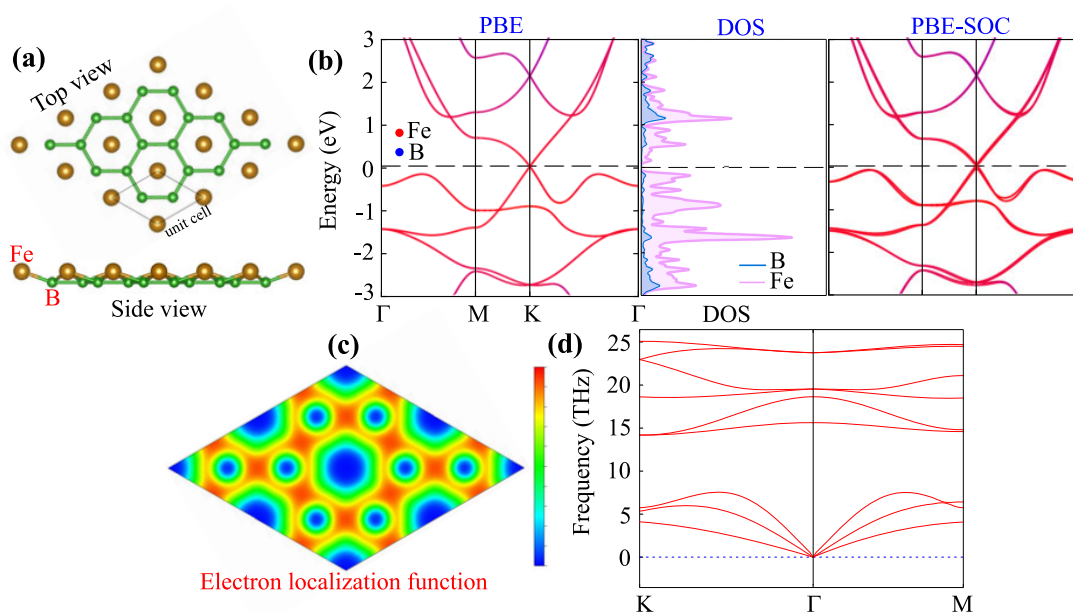 (a)
Top view
unit cell
Fe
B
Side view
(b)
PBE
DOS
PBE-SOC
Energy (eV)
3
2
1
0
-1
-2
-3
Fe
B
Γ
M
K
Γ
B
Fe
DOS
(c)
Electron localization function
(d)
Frequency (THz)
25
20
15
10
5
0
K
Γ
M